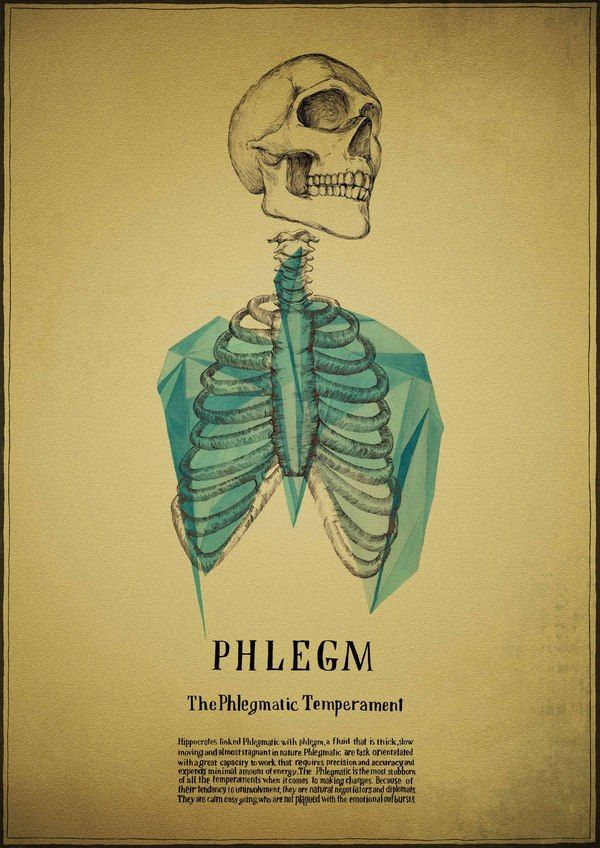 PHLEGM
The Phlegmatic Temperament
Hippocrates linked Phlegmatic with phlegm, a fluid that is thick, slow
moving and almost stagnant in nature. Phlegmatic are task orientatated
with a great capacity to work that requires precision and accuracy and
expends minimal amount of energy. The Phlegmatic is the most stubborn
of all the temperaments when it comes to making changes. Because of
their tendency to uninvolvment, they are natural negotiators and diplomats.
They are calm easy going, who are not plagued with the emotional outbursts.